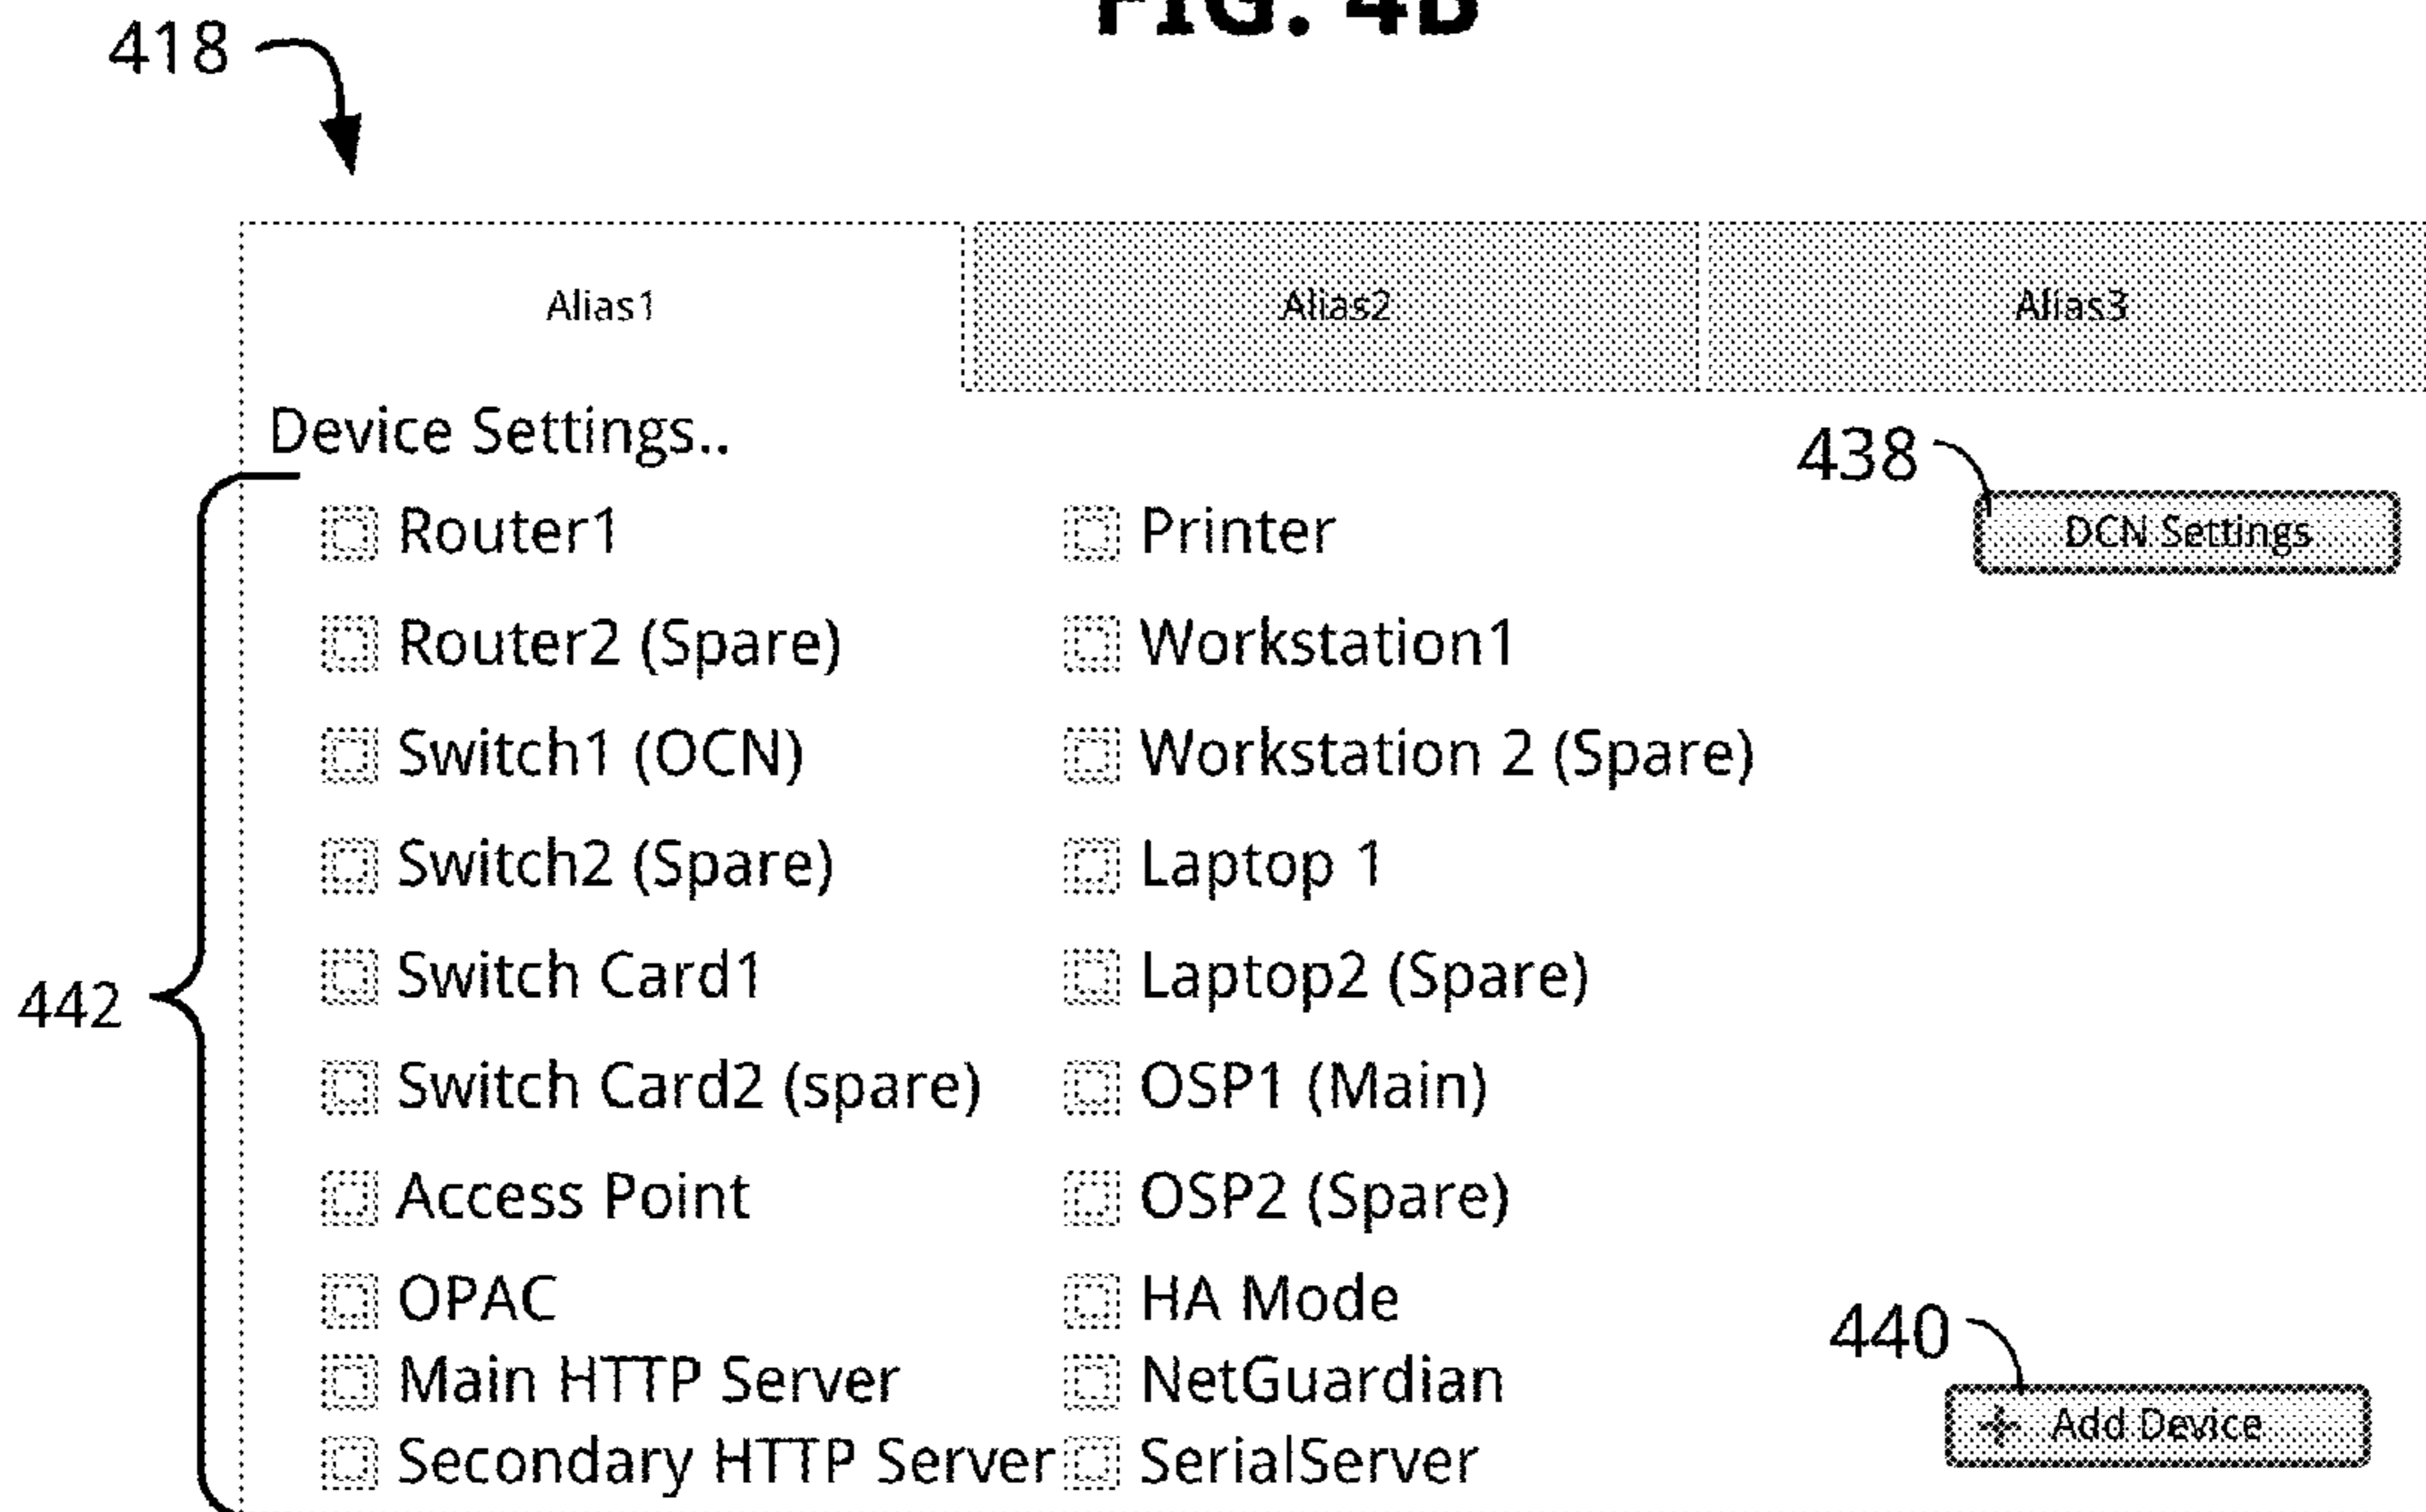 FIG. 4B
418
Alias1 Alias2 Alias3
Device Settings..
438
Router1 Printer DCN Settings
Router2 (Spare) Workstation1
Switch1 (OCN) Workstation 2 (Spare)
Switch2 (Spare) Laptop 1
Switch Card1 Laptop2 (Spare)
442
Switch Card2 (spare) OSP1 (Main)
Access Point OSP2 (Spare)
OPAC HA Mode
440
Main HTTP Server NetGuardian
Add Device
Secondary HTTP Server SerialServer